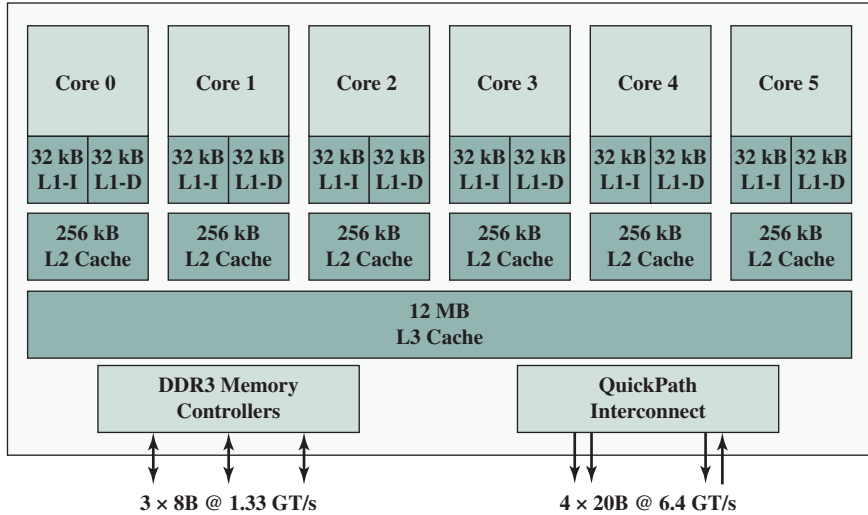 Core 0
Core 1
Core 2
Core 3
Core 4
Core 5
32 kB
L1-I
32 kB
L1-D
32 kB
L1-I
32 kB
L1-D
32 kB
L1-I
32 kB
L1-D
32 kB
L1-I
32 kB
L1-D
32 kB
L1-I
32 kB
L1-D
32 kB
L1-I
32 kB
L1-D
256 kB
L2 Cache
256 kB
L2 Cache
256 kB
L2 Cache
256 kB
L2 Cache
256 kB
L2 Cache
256 kB
L2 Cache
12 MB
L3 Cache
DDR3 Memory
Controllers
QuickPath
Interconnect
3 × 8B @ 1.33 GT/s
4 × 20B @ 6.4 GT/s